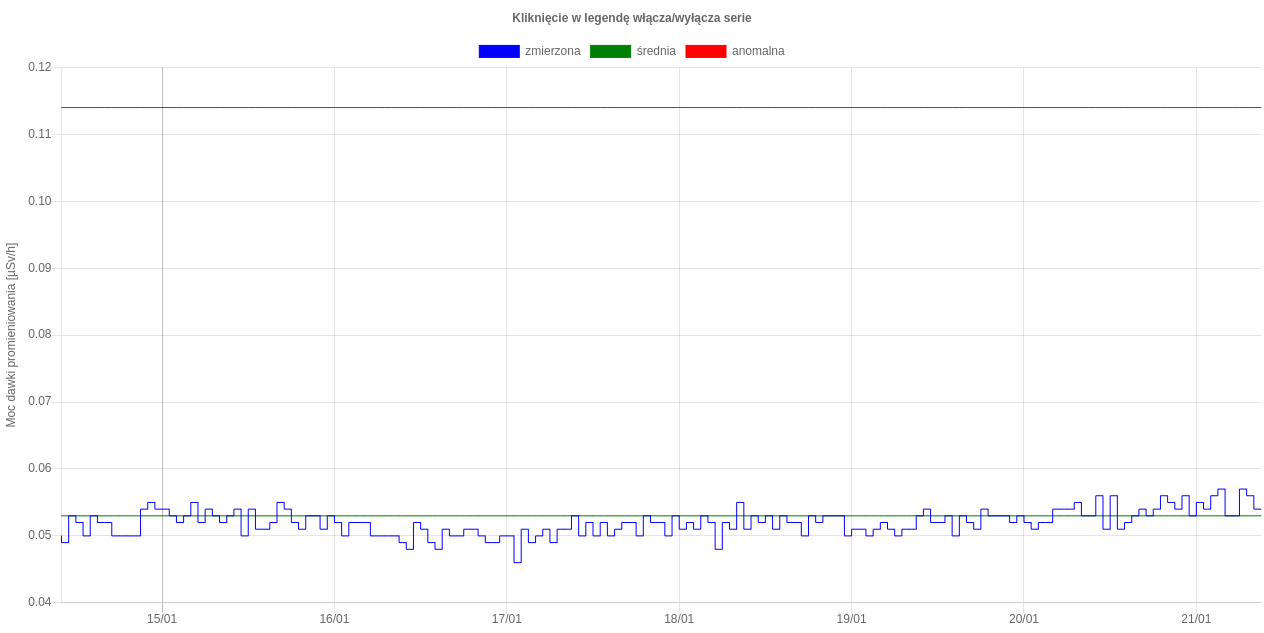 Kliknięcie w legendę włącza/wyłącza serie
zmierzona średnia anomalna
Moc dawki promieniowania [µSv/h]
0.12
0.11
0.10
0.09
0.08
0.07
0.06
0.05
0.04
15/01 16/01 17/01 18/01 19/01 20/01 21/01